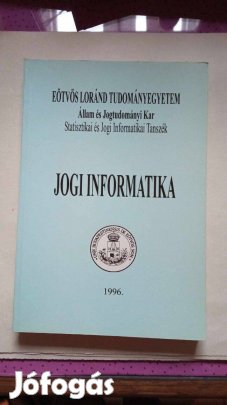 EÖTVÖS LORÁND TUDOMÁNYEGYETEM
Állam és Jogtudományi Kar
Statisztikai és Jogi Informatikai Tanszék
JOGI INFORMATIKA
1996.
Jófogás